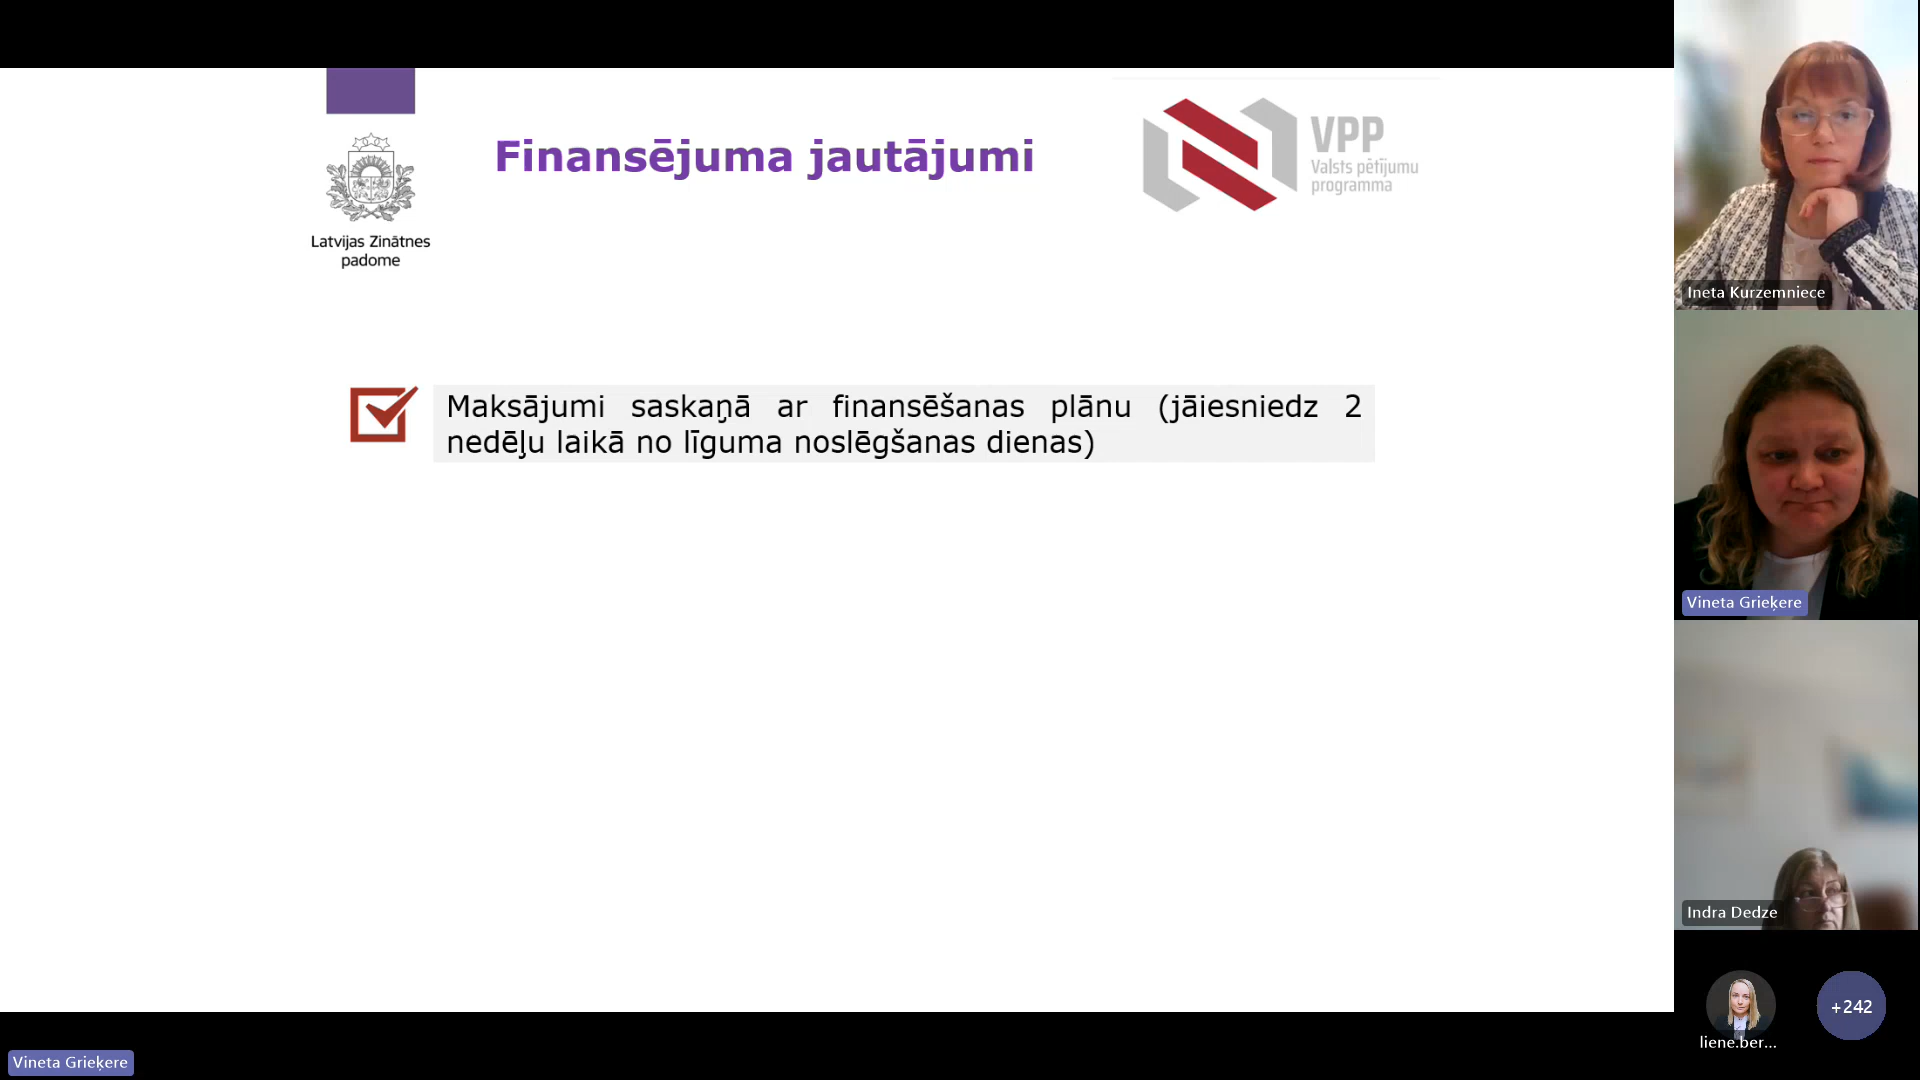 Finansējuma jautājumi
VPP
Valsts pētījumu
programma
Latvijas Zinātnes
padome
Maksājumi saskaņā ar finansēšanas plānu (jāiesniedz 2
nedēļu laikā no līguma noslēgšanas dienas)
Ineta Kurzemniece
Vineta Grieķere
Indra Dedze
liene.ber...
+242
Vineta Grieķere